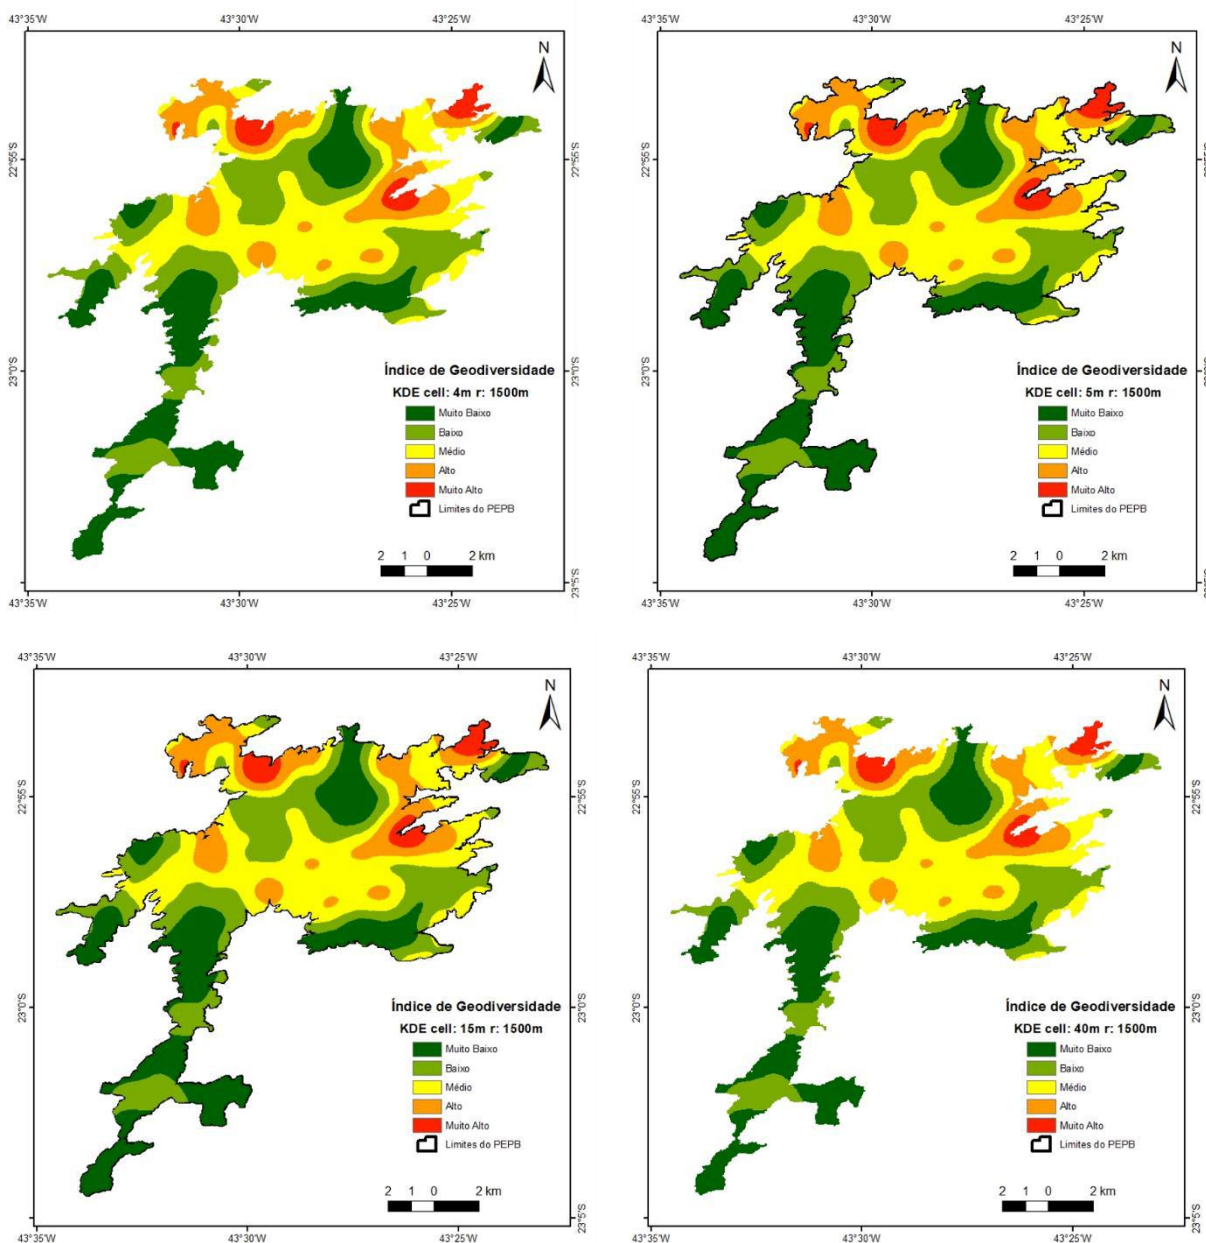 43°35'W 43°30'W 43°25'W
N
22°55'S
22°55'S
Índice de Geodiversidade
23°0'S
23°0'S
KDE cell: 4m r: 1500m
Muito Baixo
Baixo
Médio
Alto
Muito Alto
Limites do PEPB
2 1 0 2 km
23°5'S
43°35'W 43°30'W 43°25'W
43°35'W 43°30'W 43°25'W
N
Índice de Geodiversidade
KDE cell: 5m r: 1500m
Muito Baixo
Baixo
Médio
Alto
Muito Alto
Limites do PEPB
2 1 0 2 km
23°5'S
43°35'W 43°30'W 43°25'W
43°35'W 43°30'W 43°25'W
N
22°55'S
22°55'S
23°0'S
23°0'S
Índice de Geodiversidade
KDE cell: 15m r: 1500m
Muito Baixo
Baixo
Médio
Alto
Muito Alto
Limites do PEPB
2 1 0 2 km
23°5'S
23°5'S
43°35'W 43°30'W 43°25'W
43°35'W 43°30'W 43°25'W
N
22°55'S
22°55'S
23°0'S
23°0'S
Índice de Geodiversidade
KDE cell: 40m r: 1500m
Muito Baixo
Baixo
Médio
Alto
Muito Alto
Limites do PEPB
2 1 0 2 km
23°5'S
23°5'S
43°35'W 43°30'W 43°25'W